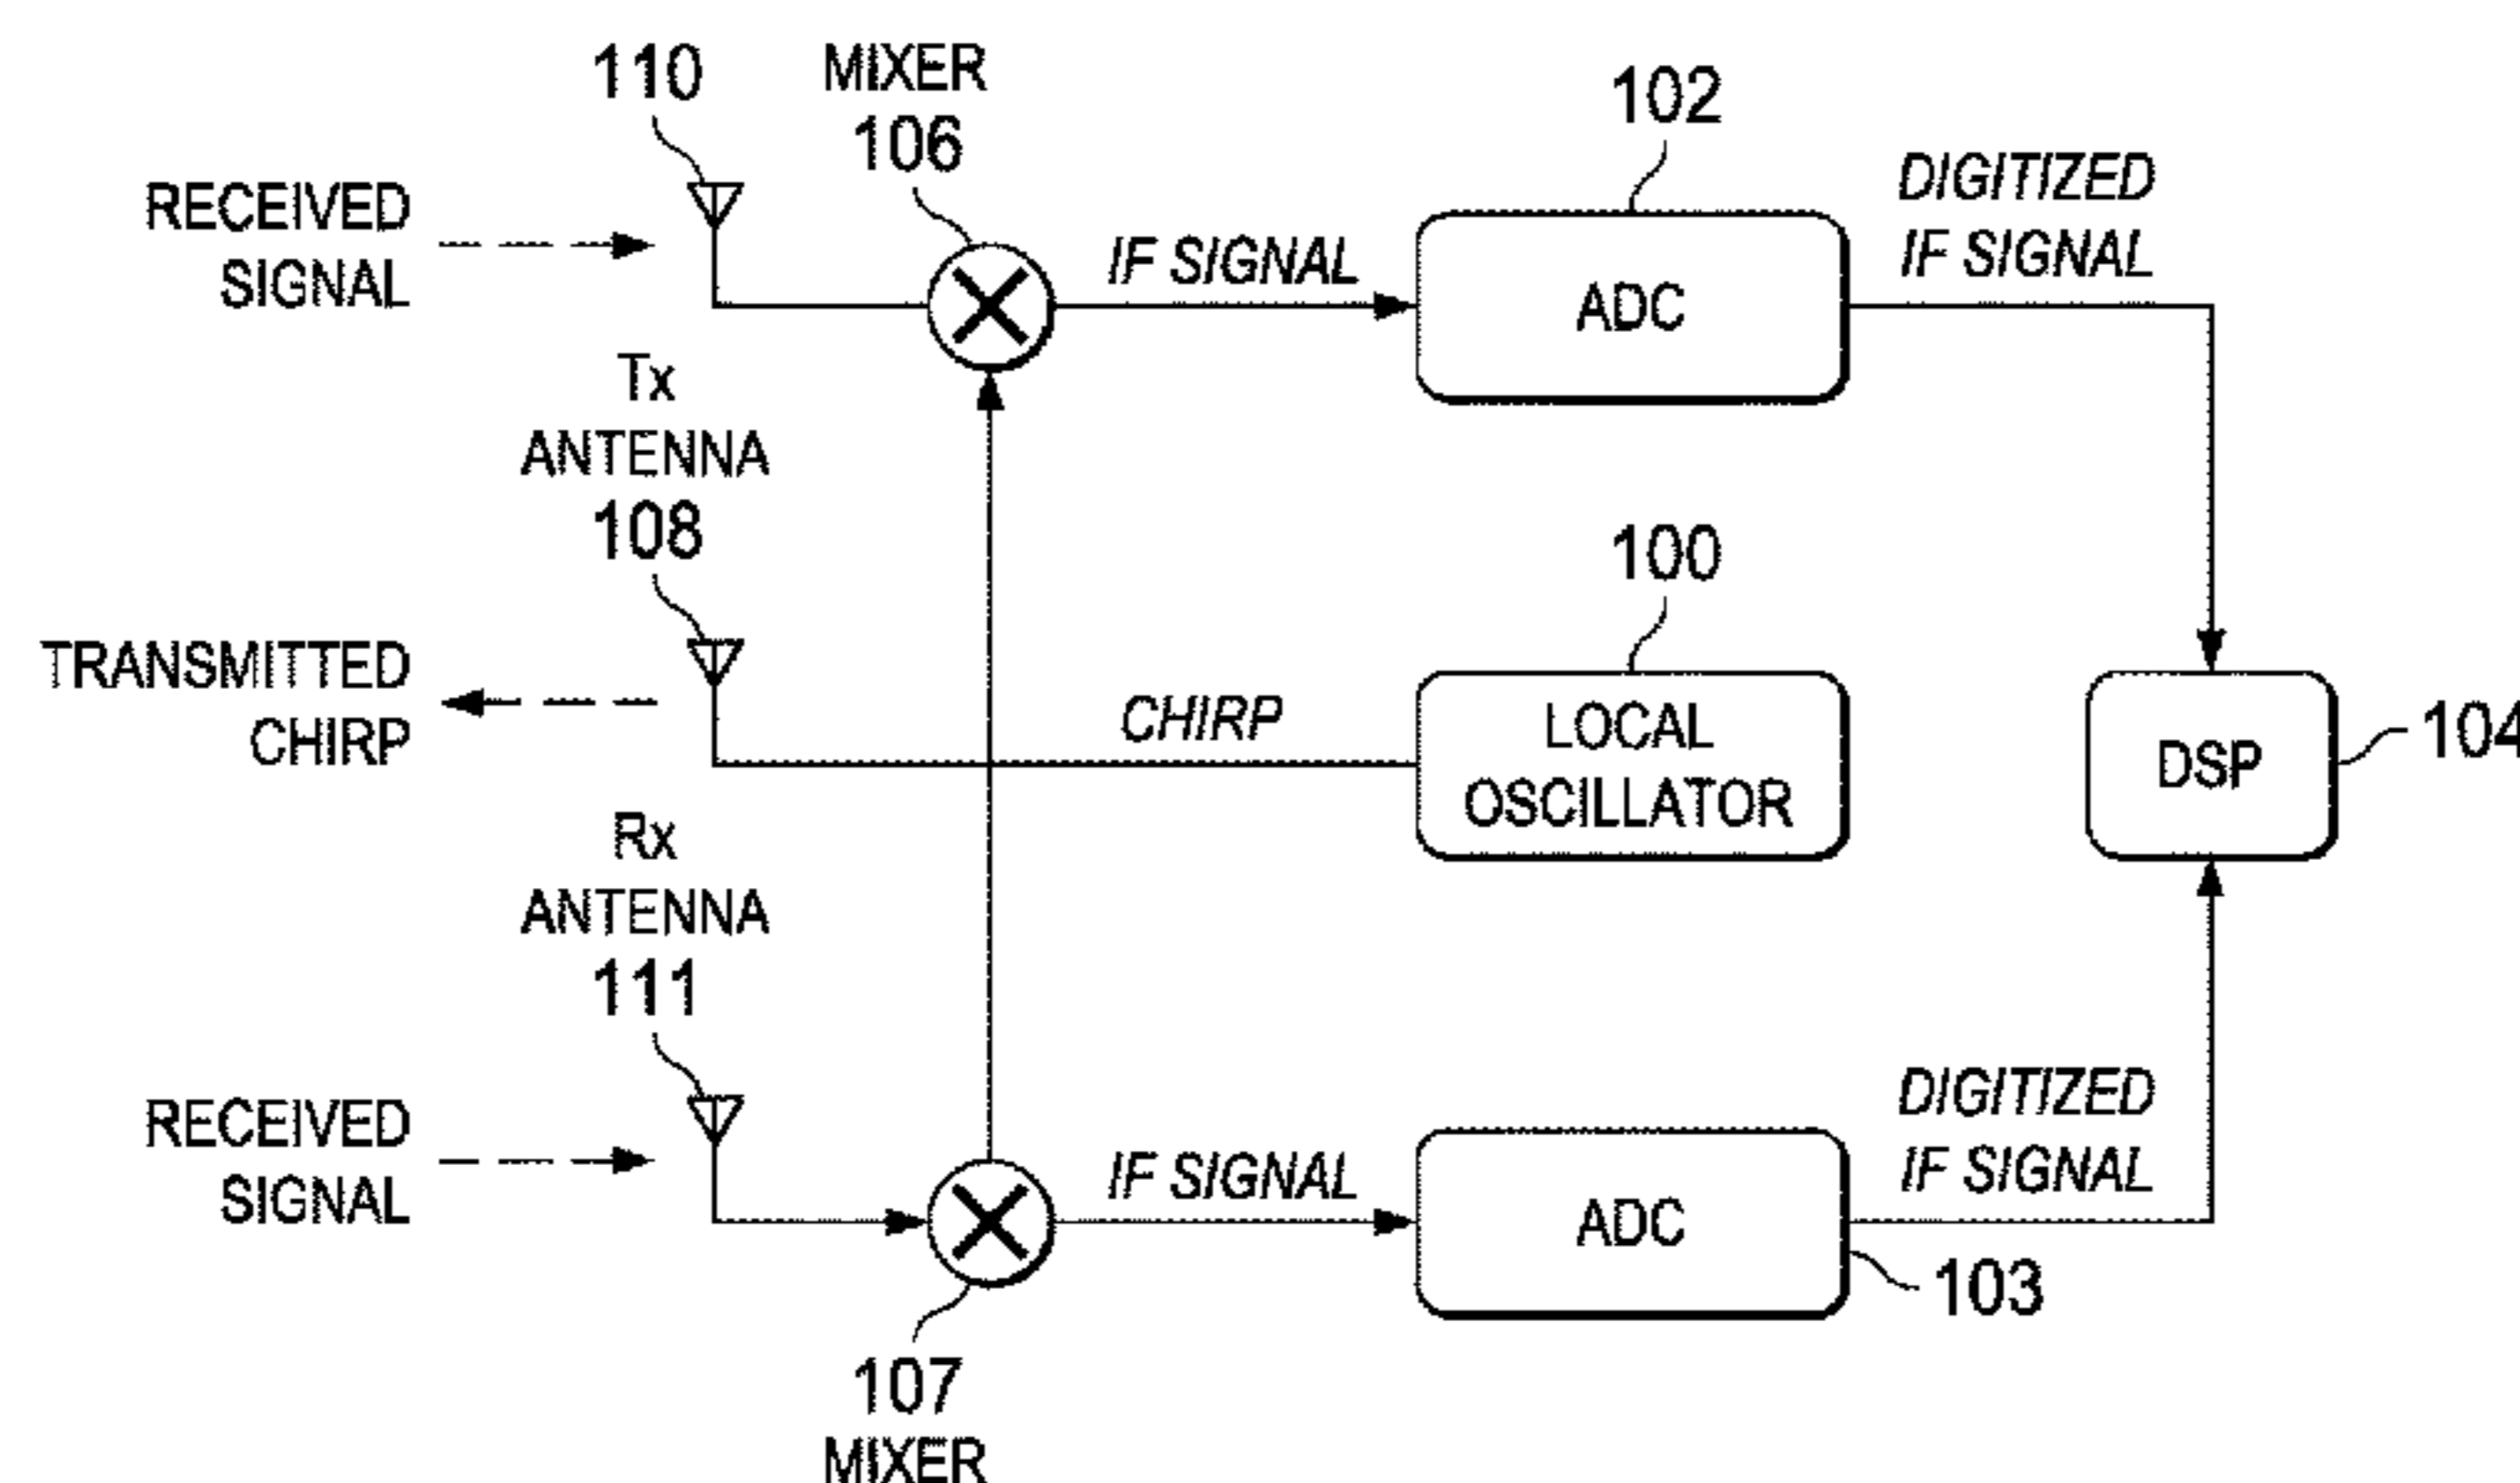 110
MIXER
106
102
RECEIVED
SIGNAL
IF SIGNAL
ADC
DIGITIZED
IF SIGNAL
Tx
ANTENNA
108
100
TRANSMITTED
CHIRP
CHIRP
LOCAL
OSCILLATOR
DSP
104
Rx
ANTENNA
111
RECEIVED
SIGNAL
IF SIGNAL
ADC
DIGITIZED
IF SIGNAL
103
107
MIXER